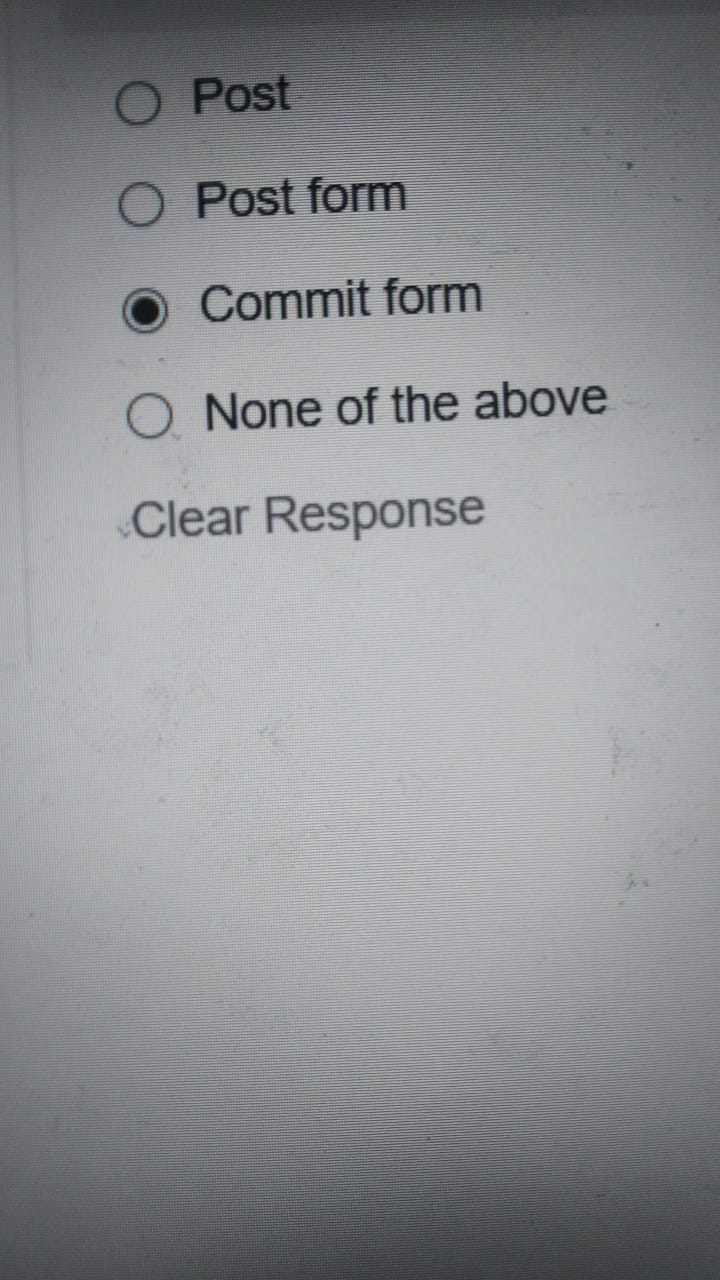 Post
Post form
Commit form
None of the above
Clear Response